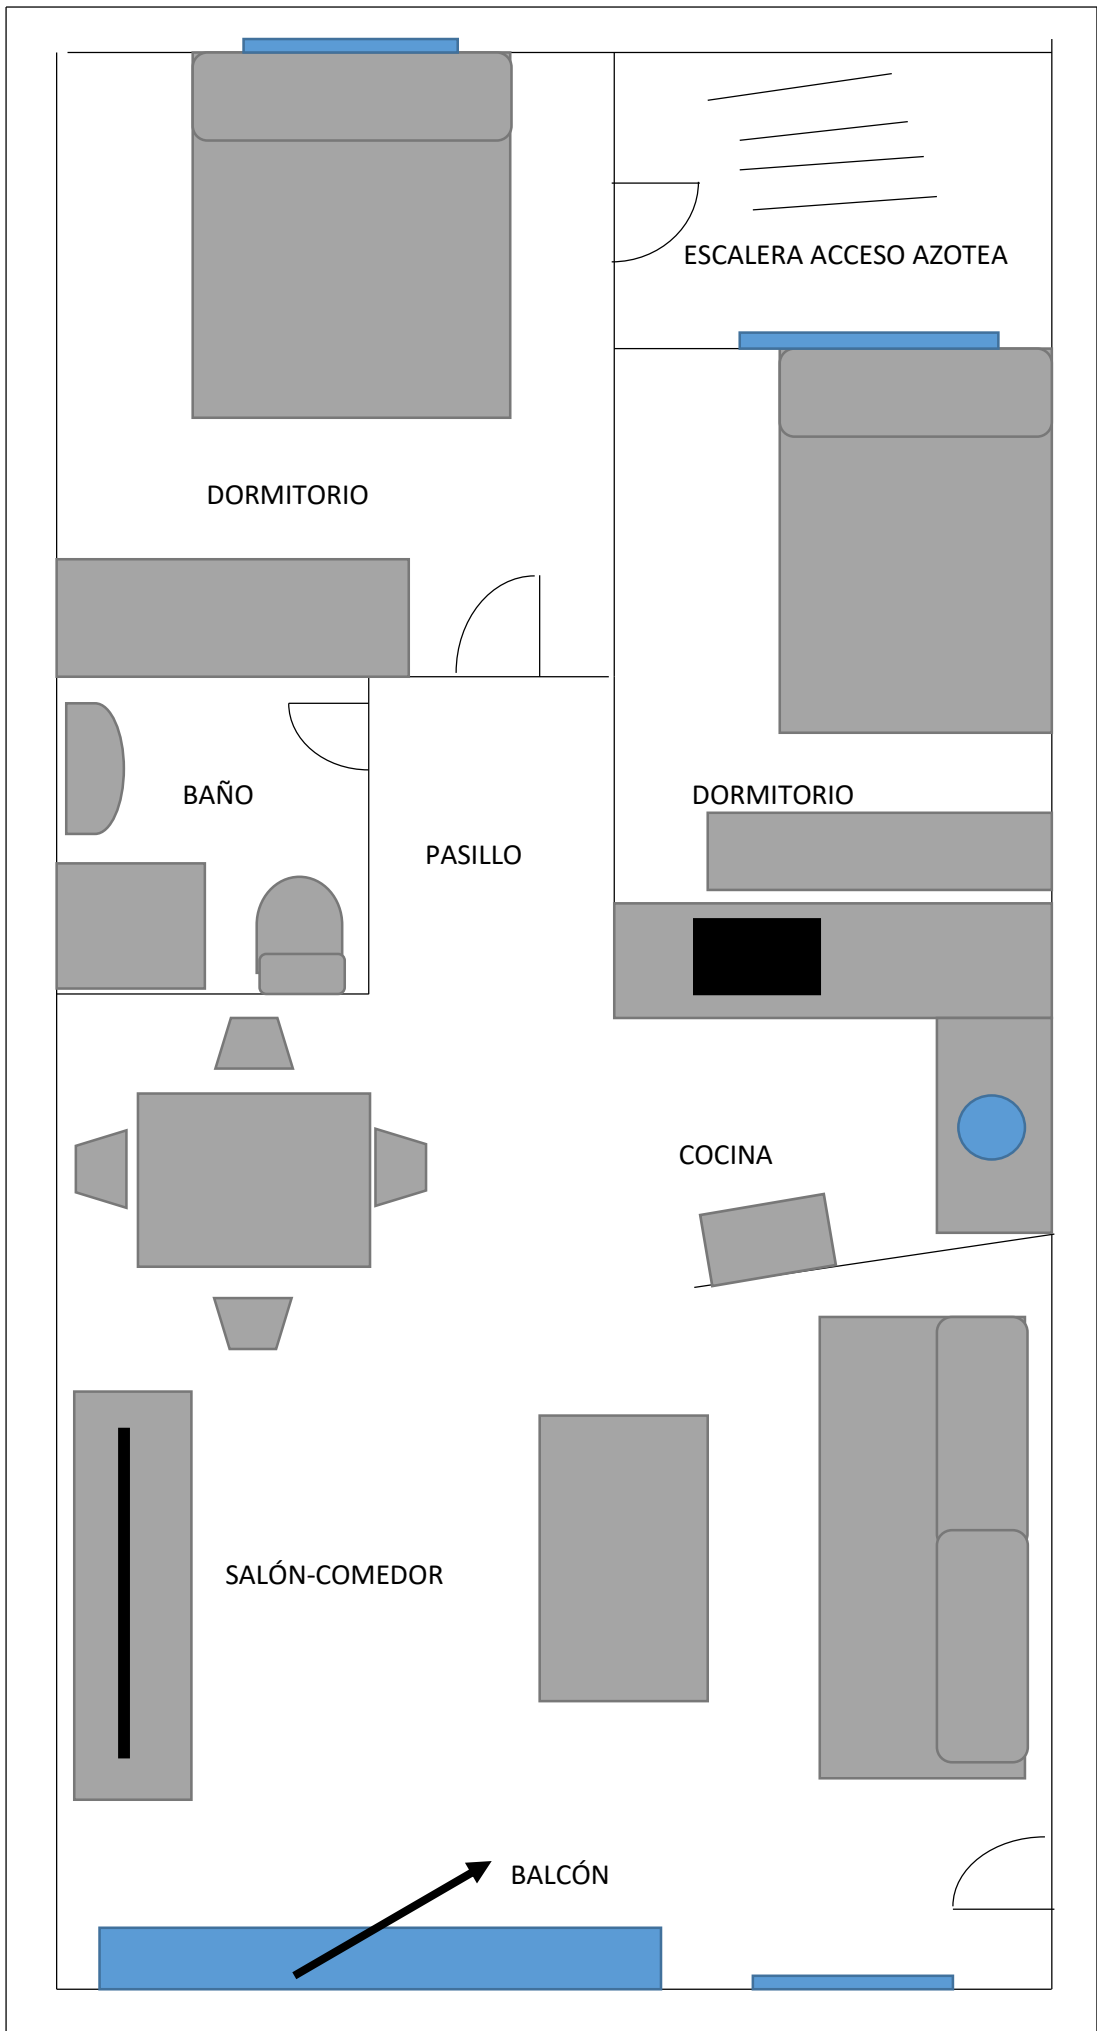 ESCALERA ACCESO AZOTEA
DORMITORIO
BAÑO
DORMITORIO
PASILLO
COCINA
SALÓN-COMEDOR
BALCÓN